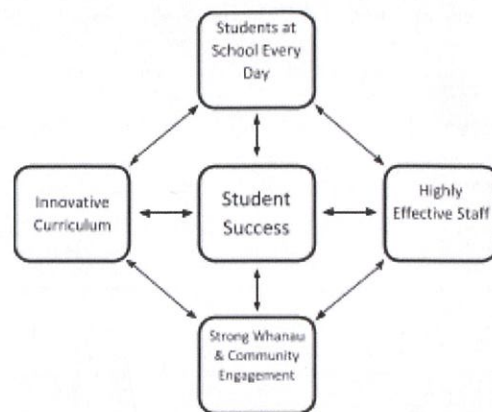 Students at
School Every
Day
Innovative
Curriculum
Student
Success
Highly
Effective Staff
Strong Whanau
& Community
Engagement